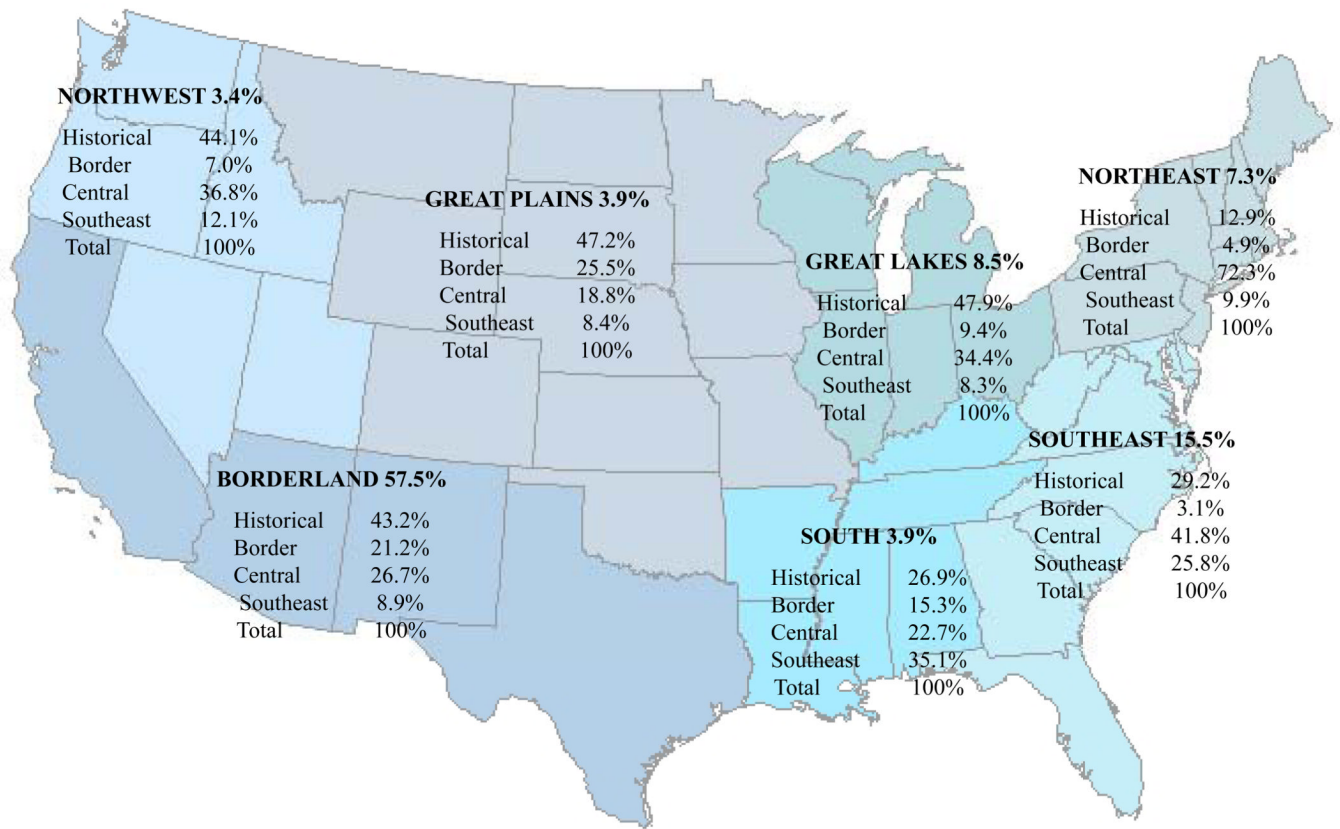 NORTHWEST 3.4%
Historical 44.1%
Border 7.0%
Central 36.8%
Southeast 12.1%
Total 100%
GREAT PLAINS 3.9%
Historical 47.2%
Border 25.5%
Central 18.8%
Southeast 8.4%
Total 100%
GREAT LAKES 8.5%
Historical 47.9%
Border 9.4%
Central 34.4%
Southeast 8.3%
Total 100%
NORTHEAST 7.3%
Historical 12.9%
Border 4.9%
Central 72.3%
Southeast 9.9%
Total 100%
BORDERLAND 57.5%
Historical 43.2%
Border 21.2%
Central 26.7%
Southeast 8.9%
Total 100%
SOUTH 3.9%
Historical 26.9%
Border 15.3%
Central 22.7%
Southeast 35.1%
Total 100%
SOUTHEAST 15.5%
Historical 29.2%
Border 3.1%
Central 41.8%
Southeast 25.8%
Total 100%